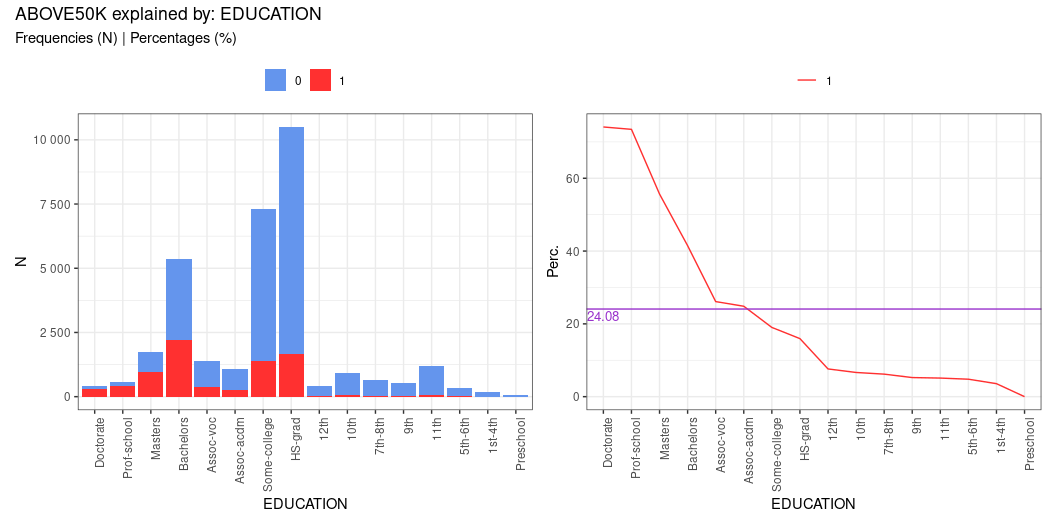 ABOVE50K explained by: EDUCATION
Frequencies (N) | Percentages (%)
0 1
N
10 000
7 500
5 000
2 500
0
Doctorate
Prof-school
Masters
Bachelors
Assoc-voc
Assoc-acdm
Some-college
HS-grad
12th
10th
7th-8th
9th
11th
5th-6th
1st-4th
Preschool
EDUCATION
1
Perc.
60
40
20
0
24.08
Doctorate
Prof-school
Masters
Bachelors
Assoc-voc
Assoc-acdm
Some-college
HS-grad
12th
10th
7th-8th
9th
11th
5th-6th
1st-4th
Preschool
EDUCATION